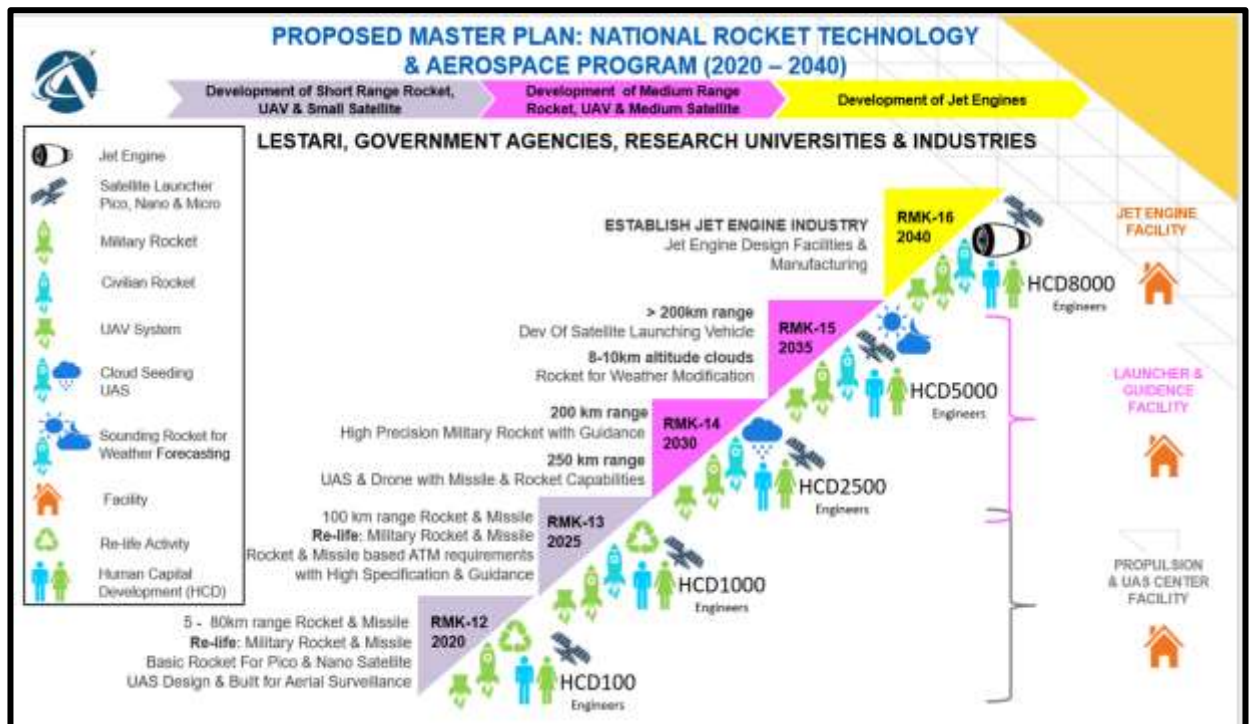 PROPOSED MASTER PLAN: NATIONAL ROCKET TECHNOLOGY
& AEROSPACE PROGRAM (2020 – 2040)
Development of Short Range Rocket,
UAV & Small Satellite
Development of Medium Range
Rocket, UAV & Medium Satellite
Development of Jet Engines
LESTARI, GOVERNMENT AGENCIES, RESEARCH UNIVERSITIES & INDUSTRIES
Jet Engine
Satellite Launcher
Pico, Nano & Micro
Military Rocket
Civilian Rocket
UAV System
Cloud Seeding
UAS
Sounding Rocket for
Weather Forecasting
Facility
Re-life Activity
Human Capital
Development (HCD)
ESTABLISH JET ENGINE INDUSTRY
Jet Engine Design Facilities &
Manufacturing
RMK-16
2040
HCD8000
Engineers
> 200km range
Dev Of Satellite Launching Vehicle
8-10km altitude clouds
Rocket for Weather Modification
RMK-15
2035
HCD5000
Engineers
200 km range
High Precision Military Rocket with Guidance
250 km range
UAS & Drone with Missile & Rocket Capabilities
RMK-14
2030
HCD2500
Engineers
100 km range Rocket & Missile
Re-life: Military Rocket & Missile
Rocket & Missile based ATM requirements
with High Specification & Guidance
RMK-13
2025
HCD1000
Engineers
5 - 80km range Rocket & Missile
Re-life: Military Rocket & Missile
Basic Rocket For Pico & Nano Satellite
UAS Design & Built for Aerial Surveillance
RMK-12
2020
HCD100
Engineers
JET ENGINE
FACILITY
LAUNCHER &
GUIDENCE
FACILITY
PROPULSION
& UAS CENTER
FACILITY